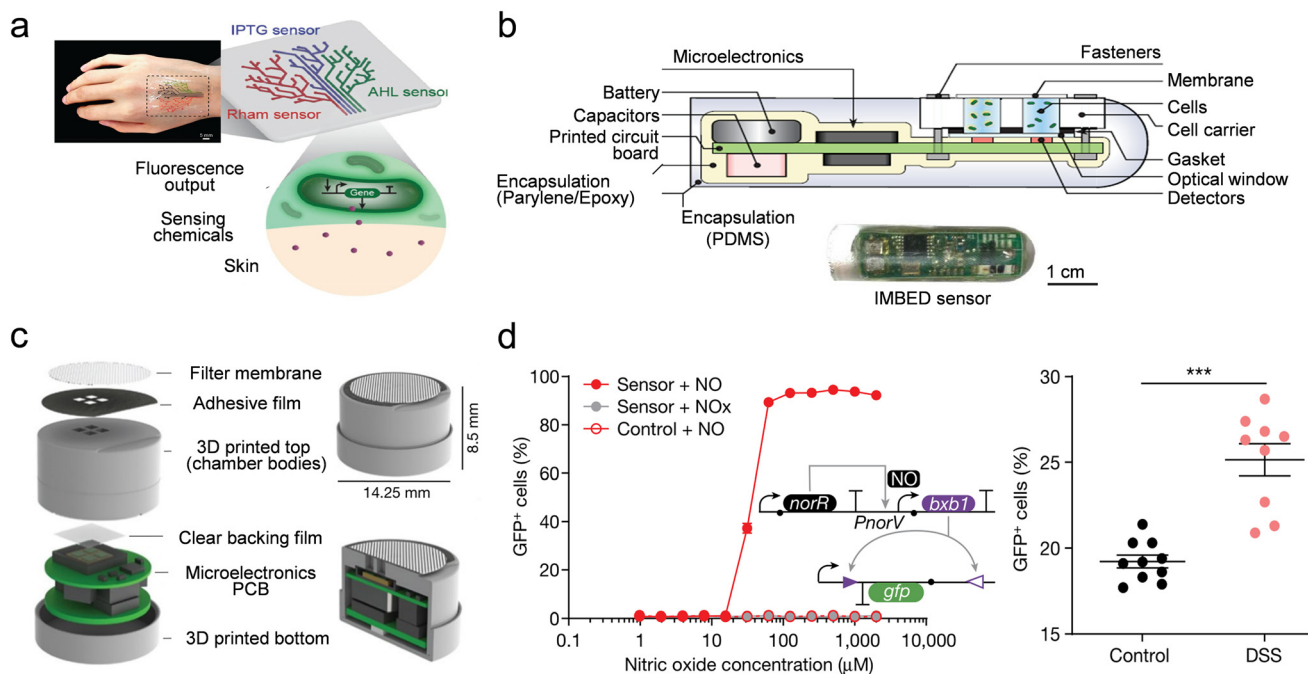 a
IPTG sensor
AHL sensor
Rham sensor
5 mm
Fluorescence
output
Gene
Sensing
chemicals
Skin
b
Microelectronics
Battery
Capacitors
Printed circuit
board
Encapsulation
(Parylene/Epoxy)
Encapsulation
(PDMS)
Fasteners
Membrane
Cells
Cell carrier
Gasket
Optical window
Detectors
IMBED sensor
1 cm
c
Filter membrane
Adhesive film
3D printed top
(chamber bodies)
8.5 mm
14.25 mm
Clear backing film
Microelectronics
PCB
3D printed bottom
d
GFP+ cells (%)
100
80
60
40
20
0
Sensor + NO
Sensor + NOx
Control + NO
NO
norR
PnorV
bxb1
gfp
0.1
1
10
100
1,000
10,000
Nitric oxide concentration (μM)
GFP+ cells (%)
30
25
20
15
***
Control
DSS